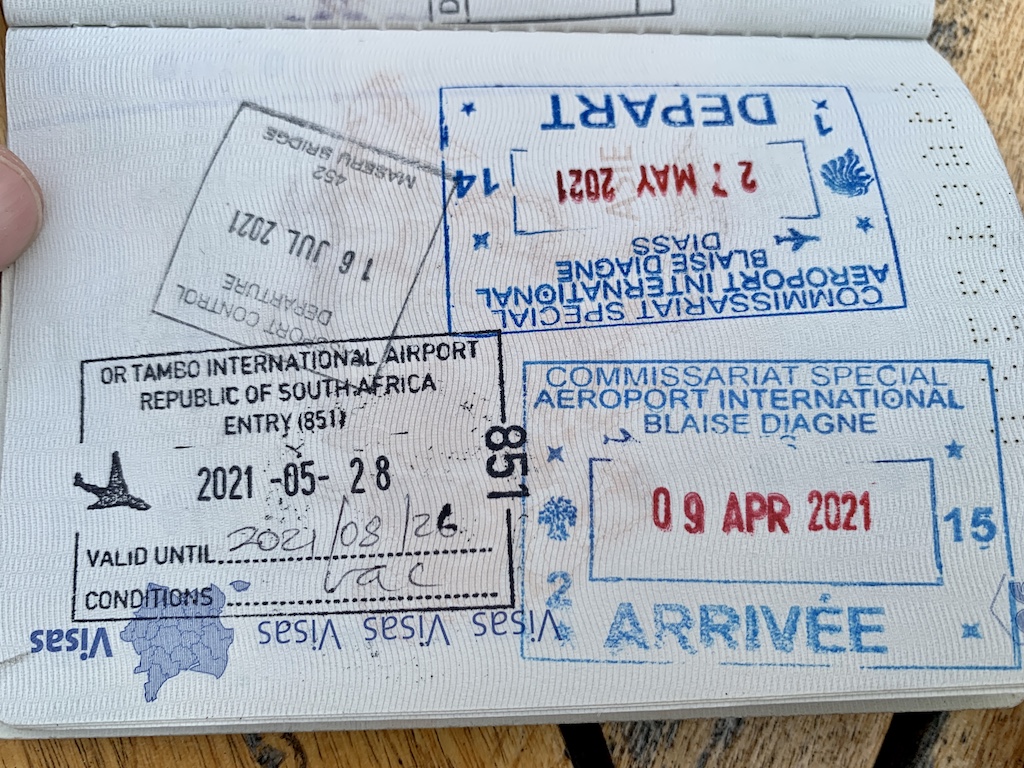 CONTROL
DEPARTURE
16 JUL 2021
452
MASERU BRIDGE
COMMISSARIAT SPECIAL
AEROPORT INTERNATIONAL
BLAISE DIAGNE
DIASS
27 MAY 2021
14
1
DEPART
OR TAMBO INTERNATIONAL AIRPORT
REPUBLIC OF SOUTH AFRICA
ENTRY (851)
851
2021-05-28
VALID UNTIL 2021/08/26
CONDITIONS vac
COMMISSARIAT SPECIAL
AEROPORT INTERNATIONAL
BLAISE DIAGNE
09 APR 2021
15
2
ARRIVÉE
Visas Visas Visas Visas